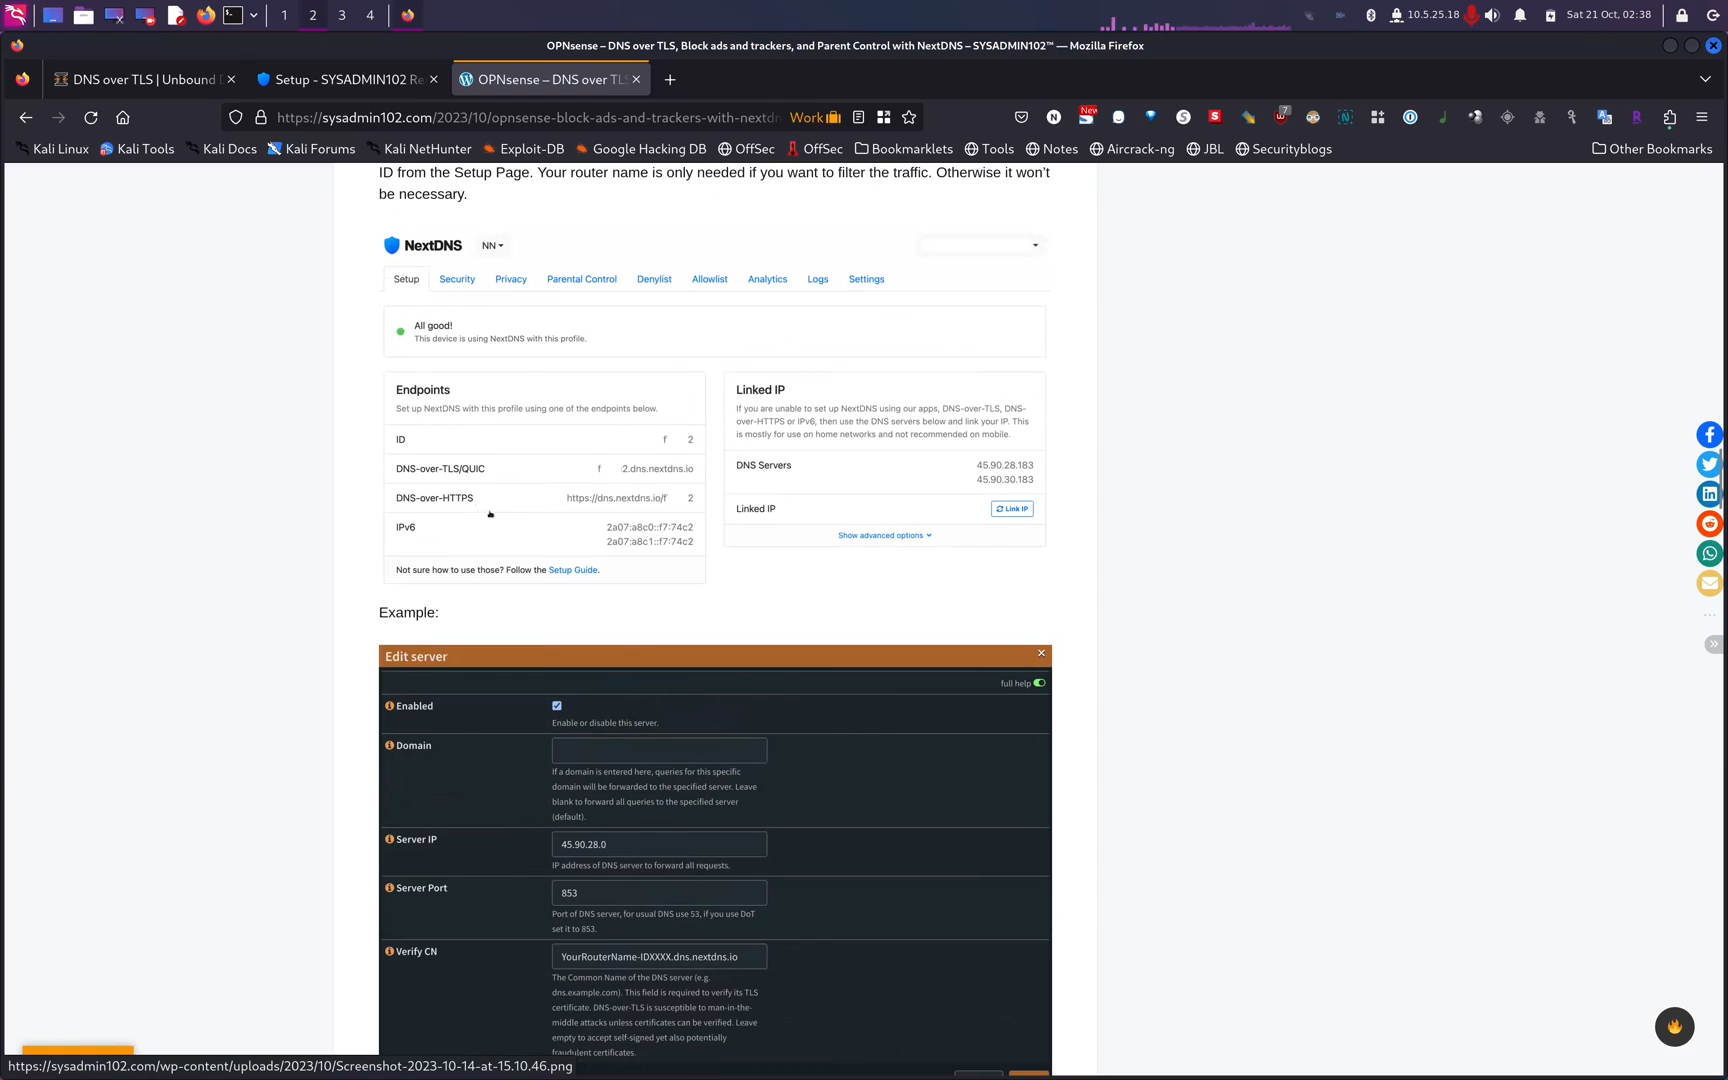 1 2 3 4
10.5.25.18
Sat 21 Oct, 02:38
OPNsense – DNS over TLS, Block ads and trackers, and Parent Control with NextDNS – SYSADMIN102™ — Mozilla Firefox
DNS over TLS | Unbound
Setup - SYSADMIN102 Re
OPNsense – DNS over TLS
https://sysadmin102.com/2023/10/opnsense-block-ads-and-trackers-with-nextdn
Work
New
7
Kali Linux
Kali Tools
Kali Docs
Kali Forums
Kali NetHunter
Exploit-DB
Google Hacking DB
OffSec
OffSec
Bookmarklets
Tools
Notes
Aircrack-ng
JBL
Securityblogs
Other Bookmarks
ID from the Setup Page. Your router name is only needed if you want to filter the traffic. Otherwise it won’t
be necessary.
NextDNS
NN
Setup
Security
Privacy
Parental Control
Denylist
Allowlist
Analytics
Logs
Settings
All good!
This device is using NextDNS with this profile.
Endpoints
Set up NextDNS with this profile using one of the endpoints below.
ID f 2
DNS-over-TLS/QUIC f :2.dns.nextdns.io
DNS-over-HTTPS https://dns.nextdns.io/f 2
IPv6 2a07:a8c0::f7:74c2
2a07:a8c1::f7:74c2
Not sure how to use those? Follow the Setup Guide.
Linked IP
If you are unable to set up NextDNS using our apps, DNS-over-TLS, DNS-
over-HTTPS or IPv6, then use the DNS servers below and link your IP. This
is mostly for use on home networks and not recommended on mobile.
DNS Servers 45.90.28.183
45.90.30.183
Linked IP
Link IP
Show advanced options
Example:
Edit server
full help
Enabled
Enable or disable this server.
Domain
If a domain is entered here, queries for this specific
domain will be forwarded to the specified server. Leave
blank to forward all queries to the specified server
(default).
Server IP
45.90.28.0
IP address of DNS server to forward all requests.
Server Port
853
Port of DNS server, for usual DNS use 53, if you use DoT
set it to 853.
Verify CN
YourRouterName-IDXXXX.dns.nextdns.io
The Common Name of the DNS server (e.g.
dns.example.com). This field is required to verify its TLS
certificate. DNS-over-TLS is susceptible to man-in-the-
middle attacks unless certificates can be verified. Leave
empty to accept self-signed yet also potentially
fraudulent certificates.
https://sysadmin102.com/wp-content/uploads/2023/10/Screenshot-2023-10-14-at-15.10.46.png